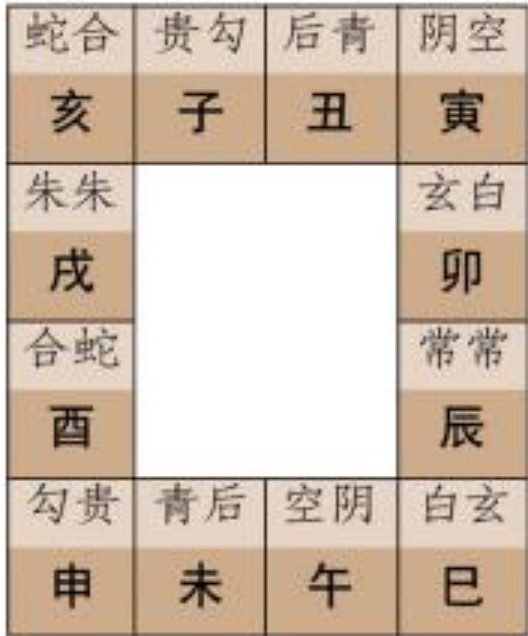 蛇合 贵勾 后青 阴空
亥 子 丑 寅
朱朱 玄白
戌 卯
合蛇 常常
酉 辰
勾贵 青后 空阴 白玄
申 未 午 巳